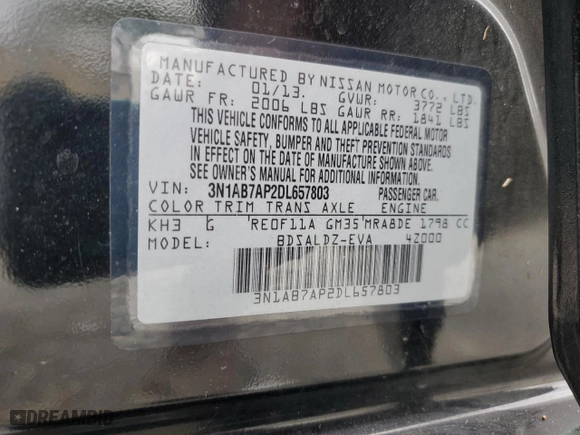 MANUFACTURED BY NISSAN MOTOR CO., LTD.
DATE: 01/13. GVWR: 3772 LBS
GAWR FR: 2006 LBS GAWR RR: 1841 LBS
THIS VEHICLE CONFORMS TO ALL APPLICABLE FEDERAL MOTOR
VEHICLE SAFETY, BUMPER AND THEFT PREVENTION STANDARDS
IN EFFECT ON THE DATE OF MANUFACTURE SHOWN ABOVE.
SEE OWNER'S MANUAL FOR ADDITIONAL INFORMATION.
VIN: 3N1AB7AP2DL657803 PASSENGER CAR.
COLOR TRIM TRANS AXLE ENGINE
KH3 G RE0F11A GM35 MRA8DE 1798 CC
MODEL: BDSALDZ-EVA 4Z000
3N1AB7AP2DL657803
DREAMBID